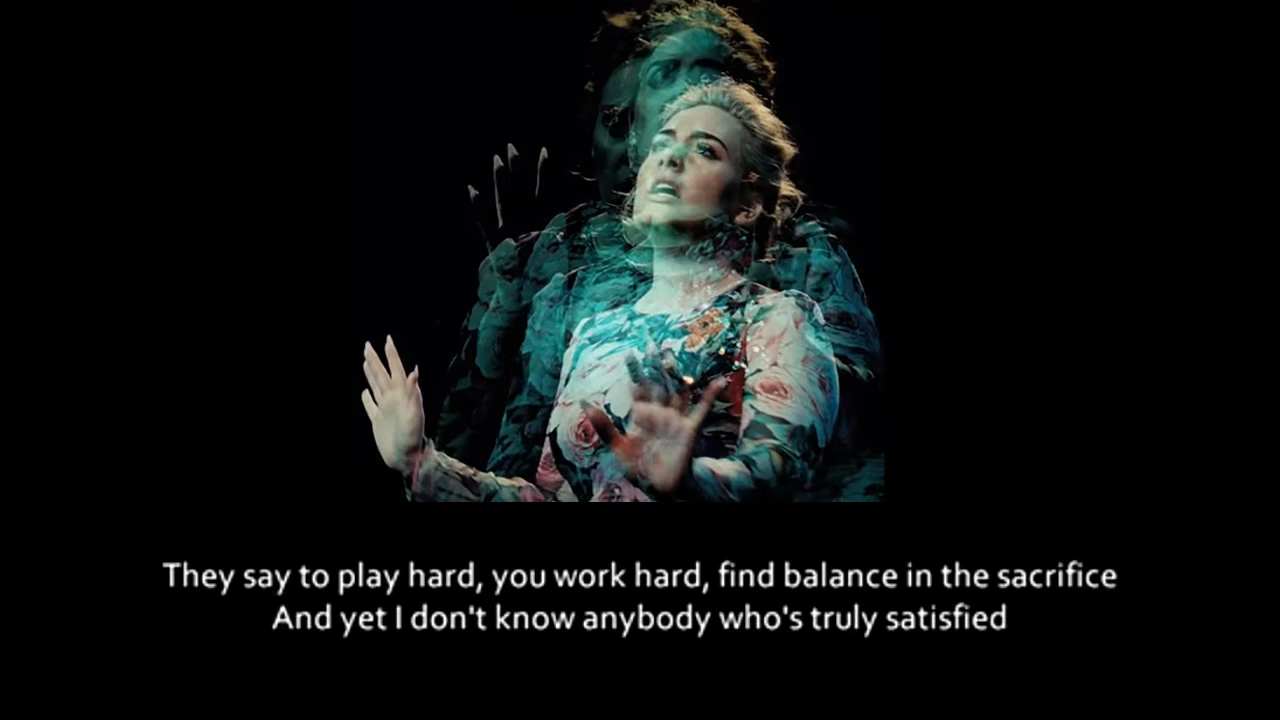 They say to play hard, you work hard, find balance in the sacrifice
And yet I don't know anybody who's truly satisfied